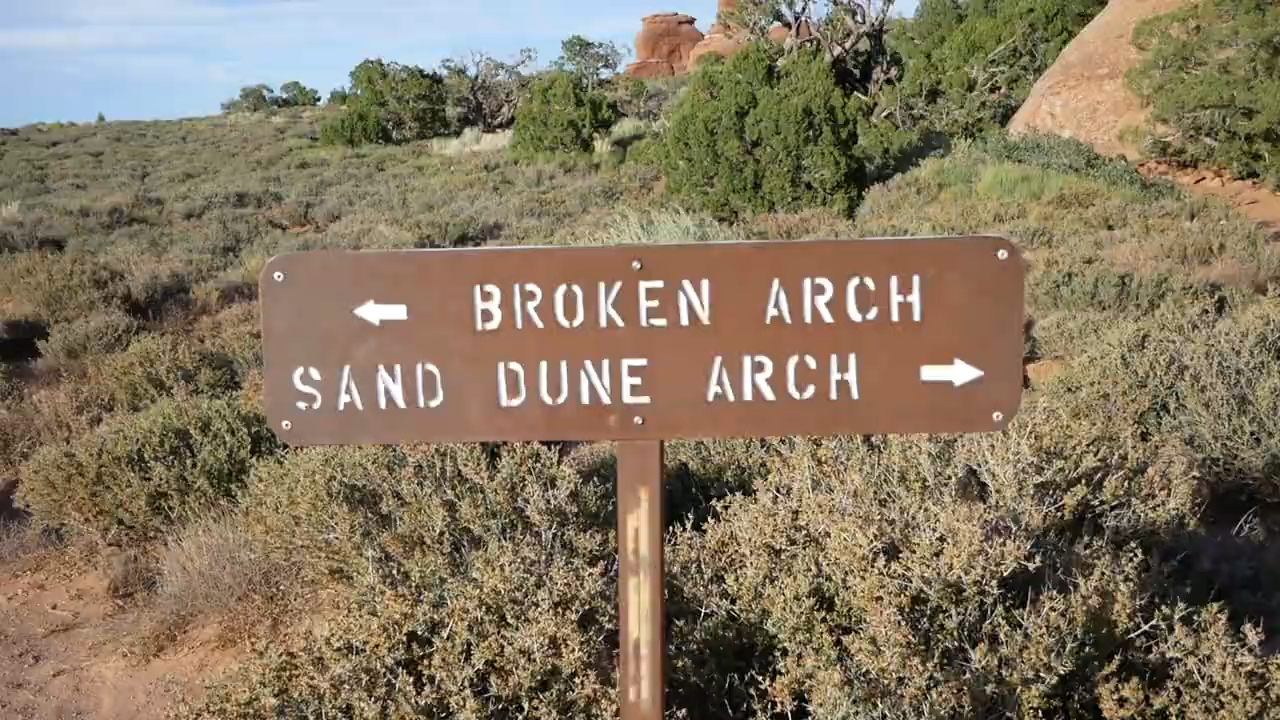 ← BROKEN ARCH
SAND DUNE ARCH →